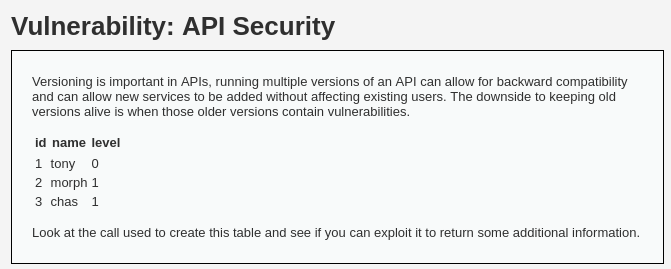 Vulnerability: API Security
Versioning is important in APIs, running multiple versions of an API can allow for backward compatibility
and can allow new services to be added without affecting existing users. The downside to keeping old
versions alive is when those older versions contain vulnerabilities.
id name level
1 tony 0
2 morph 1
3 chas 1
Look at the call used to create this table and see if you can exploit it to return some additional information.